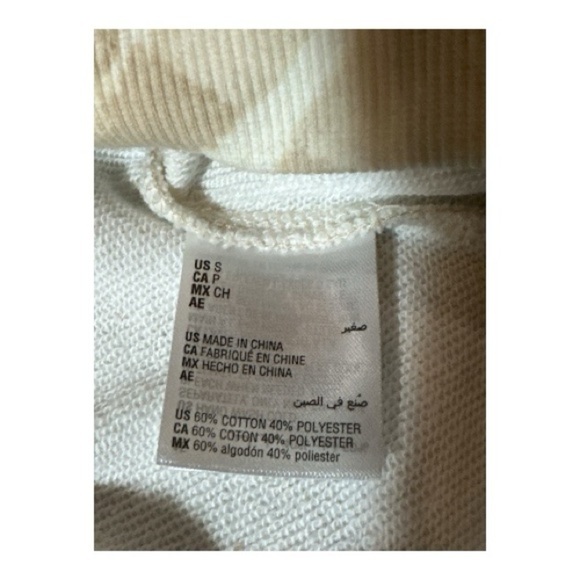 US S
CA P
MX CH
AE
صغير
US MADE IN CHINA
CA FABRIQUÉ EN CHINE
MX HECHO EN CHINA
AE
صُنع في الصين
US 60% COTTON 40% POLYESTER
CA 60% COTON 40% POLYESTER
MX 60% algodón 40% poliester